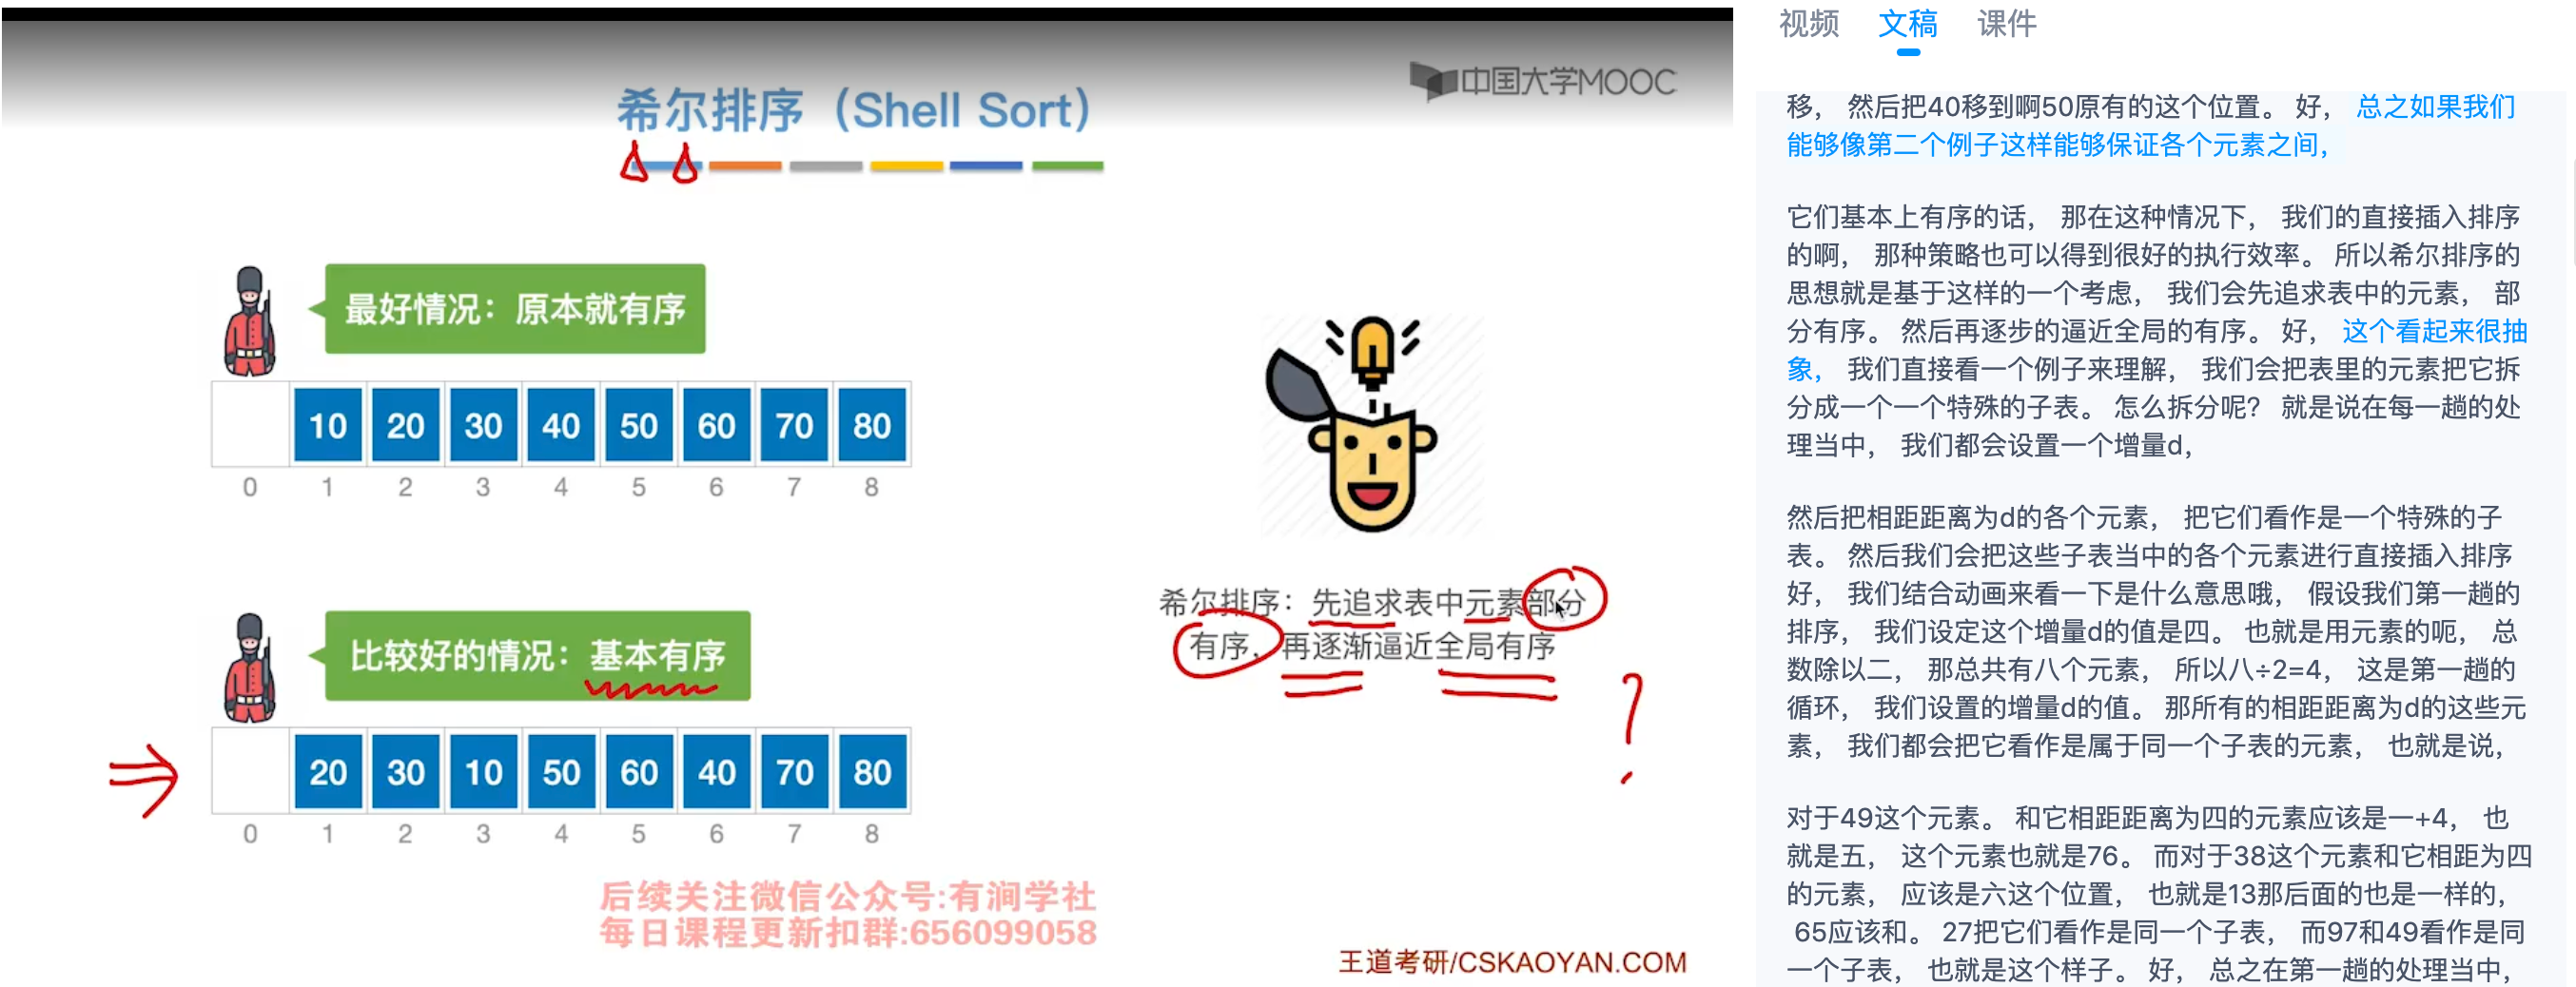 中国大学MOOC
希尔排序（Shell Sort）
最好情况：原本就有序
10 20 30 40 50 60 70 80
0 1 2 3 4 5 6 7 8
比较好的情况：基本有序
20 30 10 50 60 40 70 80
0 1 2 3 4 5 6 7 8
希尔排序：先追求表中元素部分
有序，再逐渐逼近全局有序
?
后续关注微信公众号:有涧学社
每日课程更新扣群:656099058
王道考研/CSKAOYAN.COM
视频 文稿 课件
移， 然后把40移到啊50原有的这个位置。 好， 总之如果我们
能够像第二个例子这样能够保证各个元素之间，
它们基本上有序的话， 那在这种情况下， 我们的直接插入排序
的啊， 那种策略也可以得到很好的执行效率。 所以希尔排序的
思想就是基于这样的一个考虑， 我们会先追求表中的元素， 部
分有序。 然后再逐步的逼近全局的有序。 好， 这个看起来很抽
象， 我们直接看一个例子来理解， 我们会把表里的元素把它拆
分成一个一个特殊的子表。 怎么拆分呢？ 就是说在每一趟的处
理当中， 我们都会设置一个增量d，
然后把相距距离为d的各个元素， 把它们看作是一个特殊的子
表。 然后我们会把这些子表当中的各个元素进行直接插入排序
好， 我们结合动画来看一下是什么意思哦， 假设我们第一趟的
排序， 我们设定这个增量d的值是四。 也就是用元素的呃， 总
数除以二， 那总共有八个元素， 所以八÷2=4， 这是第一趟的
循环， 我们设置的增量d的值。 那所有的相距距离为d的这些元
素， 我们都会把它看作是属于同一个子表的元素， 也就是说，
对于49这个元素。 和它相距距离为四的元素应该是一+4， 也
就是五， 这个元素也就是76。 而对于38这个元素和它相距为四
的元素， 应该是六这个位置， 也就是13那后面的也是一样的，
65应该和。 27把它们看作是同一个子表， 而97和49看作是同
一个子表， 也就是这个样子。 好， 总之在第一趟的处理当中，